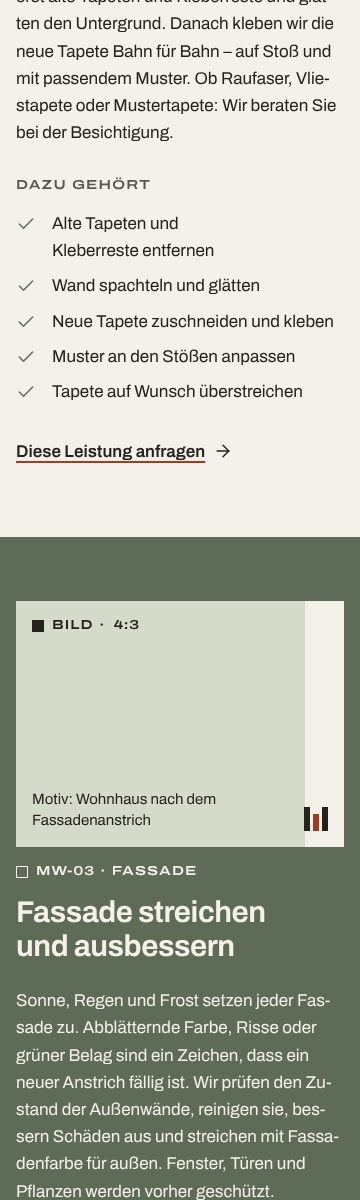 ten den Untergrund. Danach kleben wir die
neue Tapete Bahn für Bahn – auf Stoß und
mit passendem Muster. Ob Raufaser, Vlie-
stapete oder Mustertapete: Wir beraten Sie
bei der Besichtigung.
DAZU GEHÖRT
Alte Tapeten und
Kleberreste entfernen
Wand spachteln und glätten
Neue Tapete zuschneiden und kleben
Muster an den Stößen anpassen
Tapete auf Wunsch überstreichen
Diese Leistung anfragen →
BILD · 4:3
Motiv: Wohnhaus nach dem
Fassadenanstrich
MW-03 · FASSADE
Fassade streichen
und ausbessern
Sonne, Regen und Frost setzen jeder Fas-
sade zu. Abblätternde Farbe, Risse oder
grüner Belag sind ein Zeichen, dass ein
neuer Anstrich fällig ist. Wir prüfen den Zu-
stand der Außenwände, reinigen sie, bes-
sern Schäden aus und streichen mit Fassa-
denfarbe für außen. Fenster, Türen und
Pflanzen werden vorher geschützt.